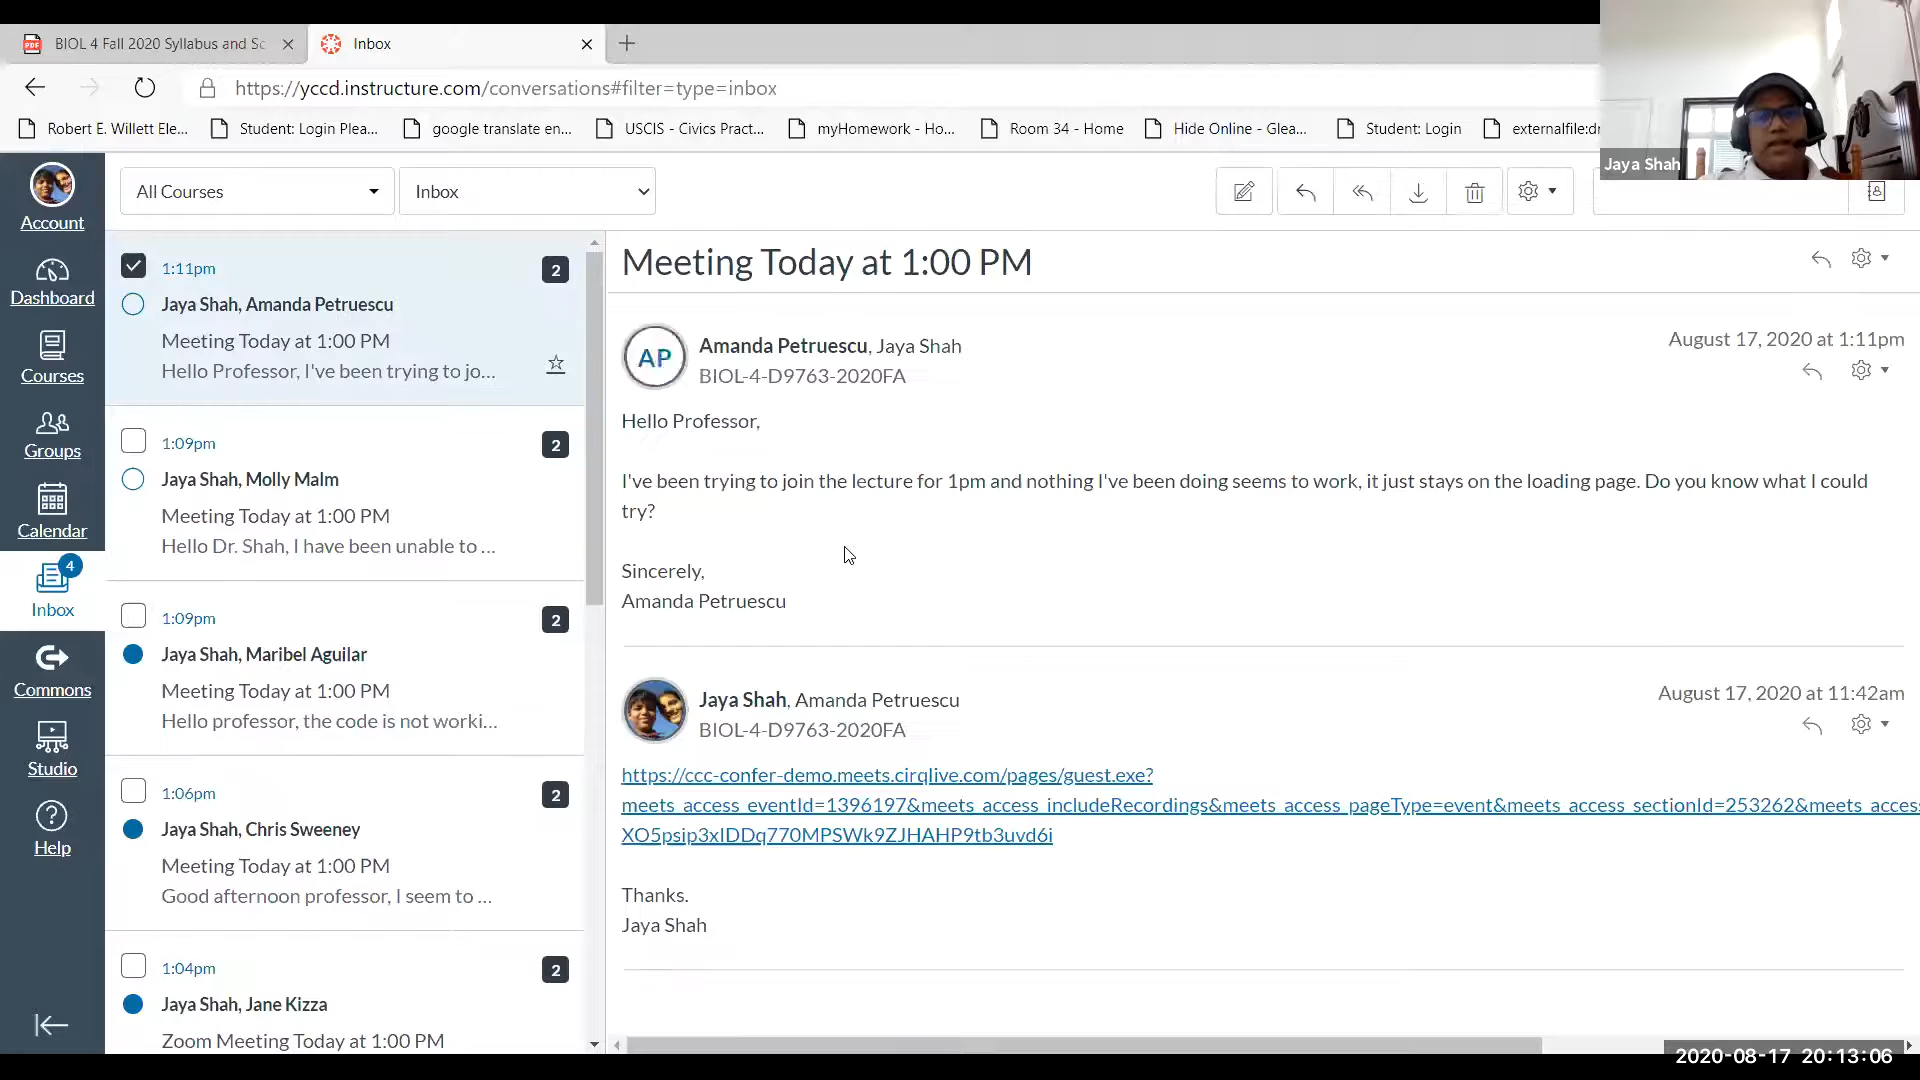 BIOL 4 Fall 2020 Syllabus and Sc
Inbox
https://yccd.instructure.com/conversations#filter=type=inbox
Robert E. Willett Ele...
Student: Login Plea...
google translate en...
USCIS - Civics Pract...
myHomework - Ho...
Room 34 - Home
Hide Online - Glea...
Student: Login
externalfile:dr
Jaya Shah
Account
Dashboard
Courses
Groups
Calendar
4
Inbox
Commons
Studio
Help
All Courses
Inbox
1:11pm
2
Jaya Shah, Amanda Petruescu
Meeting Today at 1:00 PM
Hello Professor, I've been trying to jo...
1:09pm
2
Jaya Shah, Molly Malm
Meeting Today at 1:00 PM
Hello Dr. Shah, I have been unable to ...
1:09pm
2
Jaya Shah, Maribel Aguilar
Meeting Today at 1:00 PM
Hello professor, the code is not worki...
1:06pm
2
Jaya Shah, Chris Sweeney
Meeting Today at 1:00 PM
Good afternoon professor, I seem to ...
1:04pm
2
Jaya Shah, Jane Kizza
Zoom Meeting Today at 1:00 PM
Meeting Today at 1:00 PM
AP
Amanda Petruescu, Jaya Shah
BIOL-4-D9763-2020FA
August 17, 2020 at 1:11pm
Hello Professor,
I've been trying to join the lecture for 1pm and nothing I've been doing seems to work, it just stays on the loading page. Do you know what I could
try?
Sincerely,
Amanda Petruescu
Jaya Shah, Amanda Petruescu
BIOL-4-D9763-2020FA
August 17, 2020 at 11:42am
https://ccc-confer-demo.meets.cirqlive.com/pages/guest.exe?
meets_access_eventId=1396197&meets_access_includeRecordings&meets_access_pageType=event&meets_access_sectionId=253262&meets_acces
XO5psip3xIDDq770MPSWk9ZJHAHP9tb3uvd6i
Thanks.
Jaya Shah
2020-08-17 20:13:06